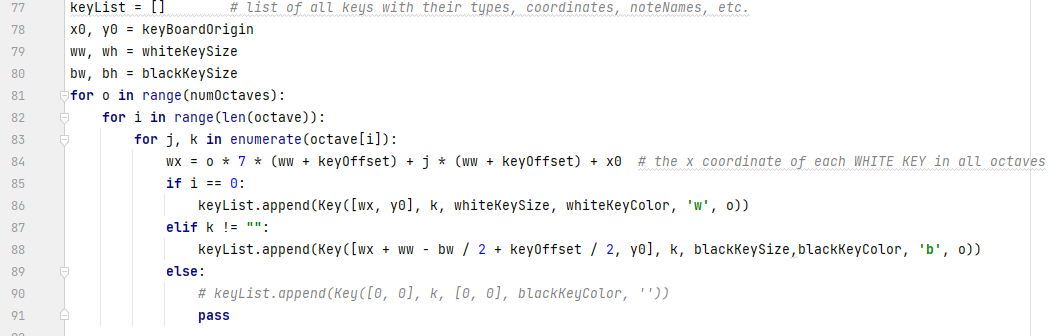 77 keyList = [] # list of all keys with their types, coordinates, noteNames, etc.
78 x0, y0 = keyBoardOrigin
79 ww, wh = whiteKeySize
80 bw, bh = blackKeySize
81 for o in range(numOctaves):
82 for i in range(len(octave)):
83 for j, k in enumerate(octave[i]):
84 wx = o * 7 * (ww + keyOffset) + j * (ww + keyOffset) + x0 # the x coordinate of each WHITE KEY in all octaves
85 if i == 0:
86 keyList.append(Key([wx, y0], k, whiteKeySize, whiteKeyColor, 'w', o))
87 elif k != "":
88 keyList.append(Key([wx + ww - bw / 2 + keyOffset / 2, y0], k, blackKeySize,blackKeyColor, 'b', o))
89 else:
90 # keyList.append(Key([0, 0], k, [0, 0], blackKeyColor, ''))
91 pass